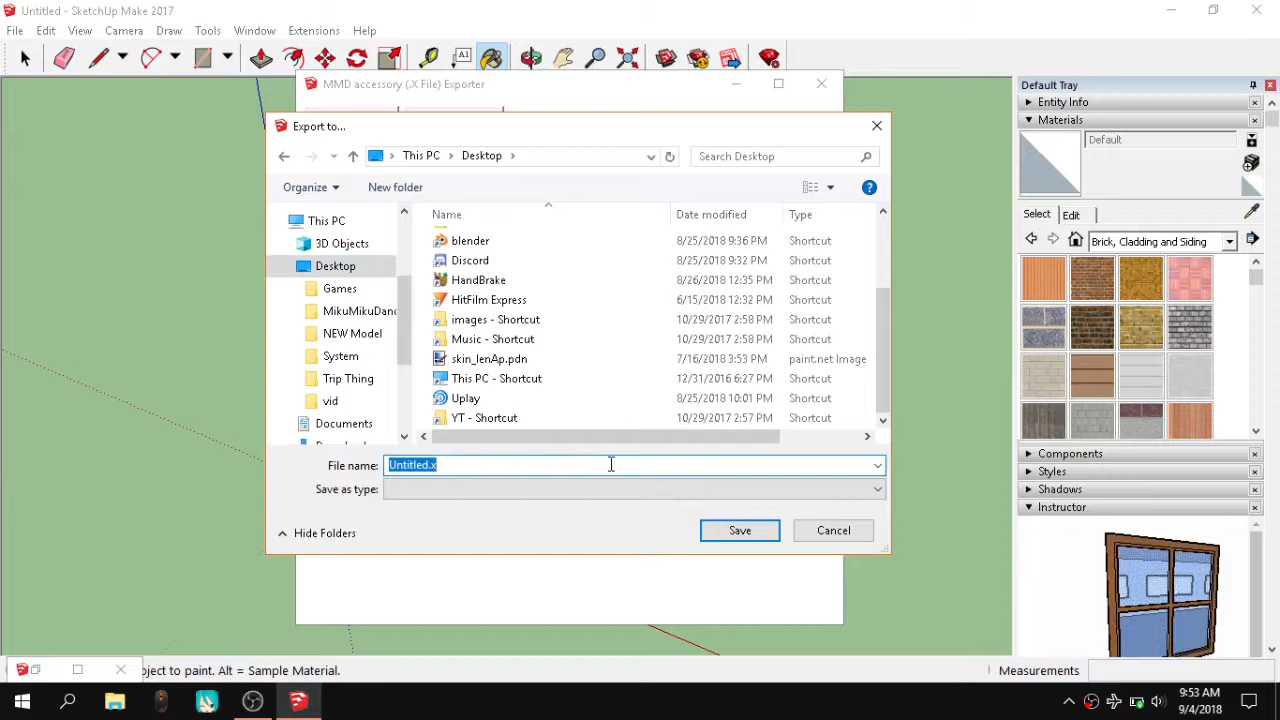 Untitled - SketchUp Make 2017
File Edit View Camera Draw Tools Window Extensions Help
A1
MMD accessory (.X File) Exporter
Export to...
This PC Desktop
Search Desktop
Organize New folder
Name Date modified Type
This PC
3D Objects
Desktop
Games
MikuMikuDanc
NEW Model
System
Trip Thing
vid
Documents
blender 8/25/2018 9:36 PM Shortcut
Discord 8/25/2018 9:32 PM Shortcut
HandBrake 8/26/2018 12:35 PM Shortcut
HitFilm Express 6/15/2018 12:32 PM Shortcut
images - Shortcut 10/29/2017 2:58 PM Shortcut
Music - Shortcut 10/29/2017 2:58 PM Shortcut
skin_lenAp.pdn 7/16/2018 3:53 PM paint.net Image
This PC - Shortcut 12/31/2016 6:27 PM Shortcut
Uplay 8/25/2018 10:01 PM Shortcut
YT - Shortcut 10/29/2017 2:57 PM Shortcut
File name: Untitled.x
Save as type:
Hide Folders
Save Cancel
Default Tray
Entity Info
Materials
Default
Select Edit
Brick, Cladding and Siding
Components
Styles
Shadows
Instructor
bject to paint. Alt = Sample Material.
Measurements
9:53 AM
9/4/2018